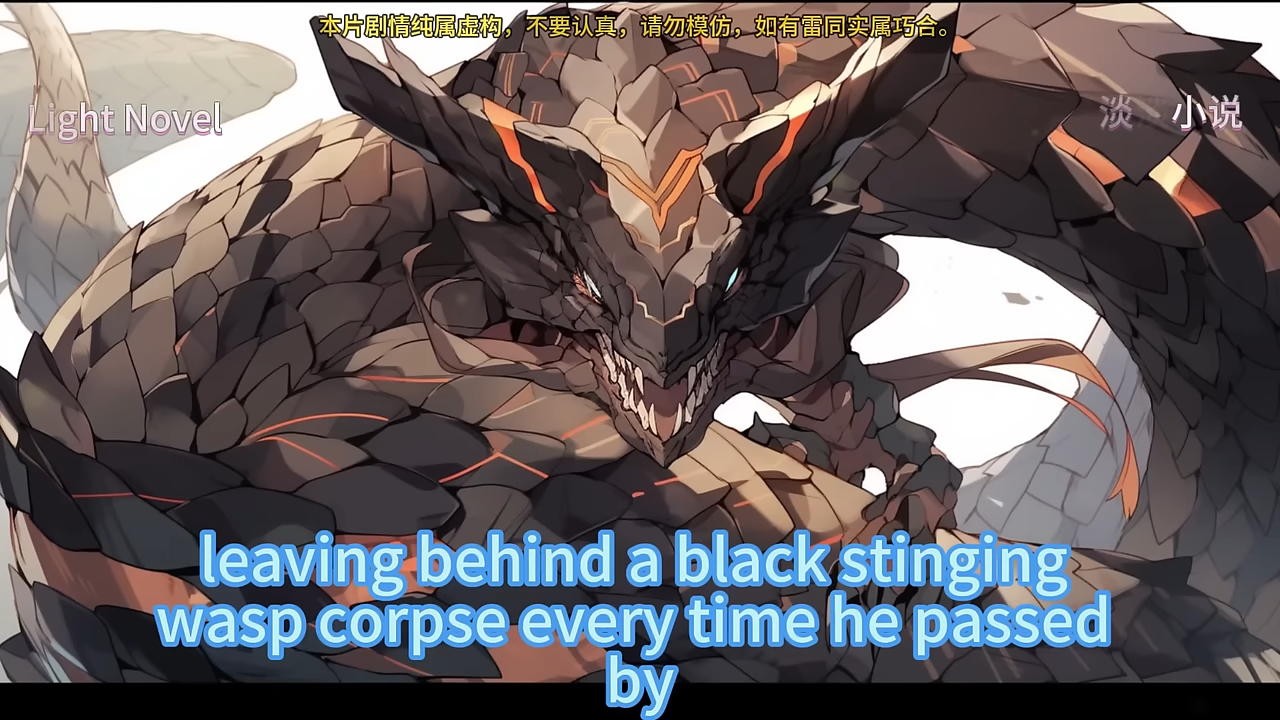 本片剧情纯属虚构，不要认真，请勿模仿，如有雷同实属巧合。
Light Novel
淡 小说
leaving behind a black stinging
wasp corpse every time he passed
by